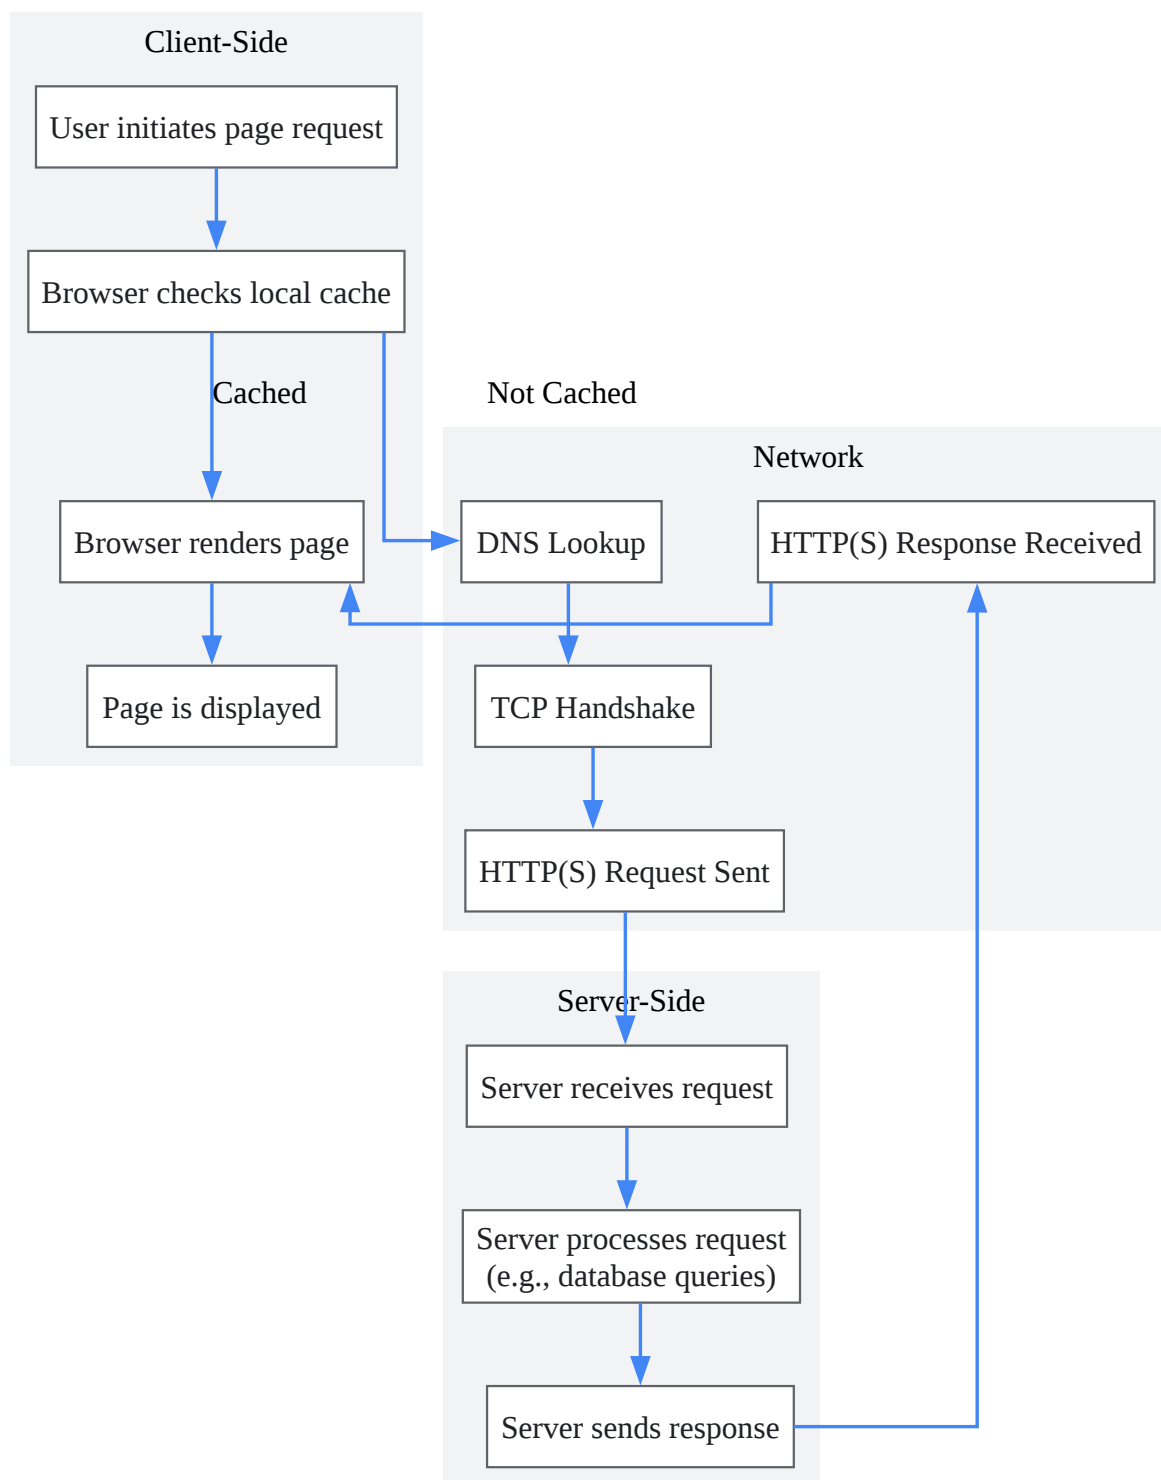 Client-Side
User initiates page request
Browser checks local cache
Cached
Not Cached
Network
Browser renders page
DNS Lookup
HTTP(S) Response Received
Page is displayed
TCP Handshake
HTTP(S) Request Sent
Server-Side
Server receives request
Server processes request
(e.g., database queries)
Server sends response